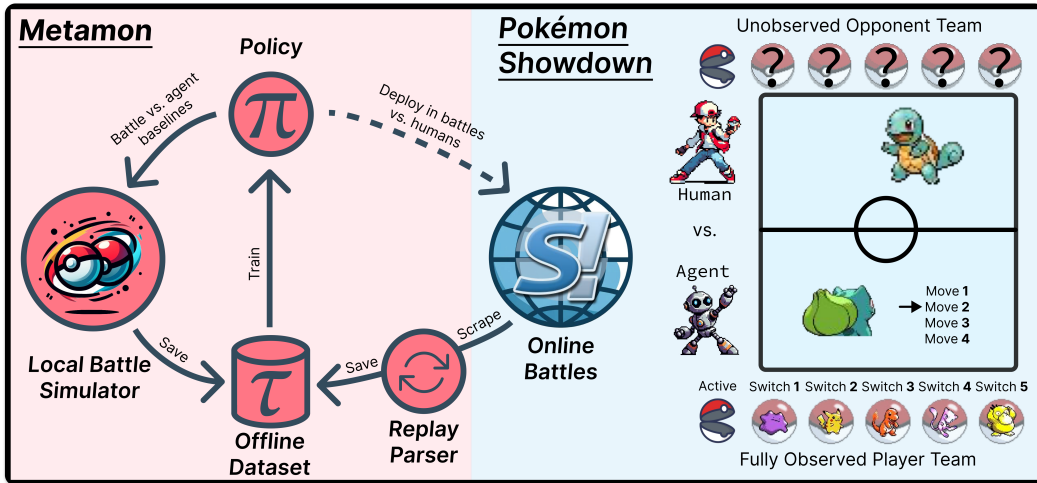 Metamon
Policy
π
Battle vs. agent
baselines
Deploy in battles
vs. humans
Train
Local Battle
Simulator
Save
τ
Offline
Dataset
Save
Replay
Parser
Scrape
Pokémon
Showdown
S!
Online
Battles
Unobserved Opponent Team
? ? ? ? ?
Human
vs.
Agent
Move 1
Move 2
Move 3
Move 4
Active Switch 1 Switch 2 Switch 3 Switch 4 Switch 5
Fully Observed Player Team